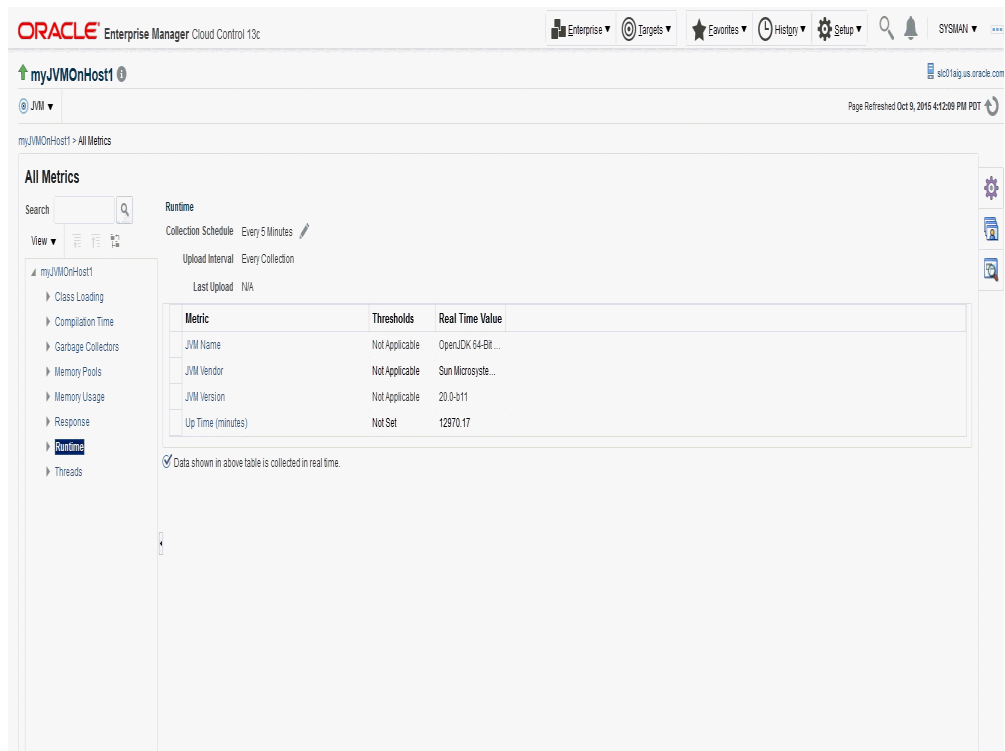 ORACLE Enterprise Manager Cloud Control 13c
Enterprise ▼ Targets ▼ Favorites ▼ History ▼ Setup ▼ SYSMAN ▼
myJVMOnHost1
slc01aig.us.oracle.com
JVM ▼
Page Refreshed Oct 9, 2015 4:12:09 PM PDT
myJVMOnHost1 > All Metrics
All Metrics
Search
View ▼
myJVMOnHost1
Class Loading
Compilation Time
Garbage Collectors
Memory Pools
Memory Usage
Response
Runtime
Threads
Runtime
Collection Schedule Every 5 Minutes
Upload Interval Every Collection
Last Upload N/A
Metric Thresholds Real Time Value
JVM Name Not Applicable OpenJDK 64-Bit ...
JVM Vendor Not Applicable Sun Microsyste...
JVM Version Not Applicable 20.0-b11
Up Time (minutes) Not Set 12970.17
Data shown in above table is collected in real time.